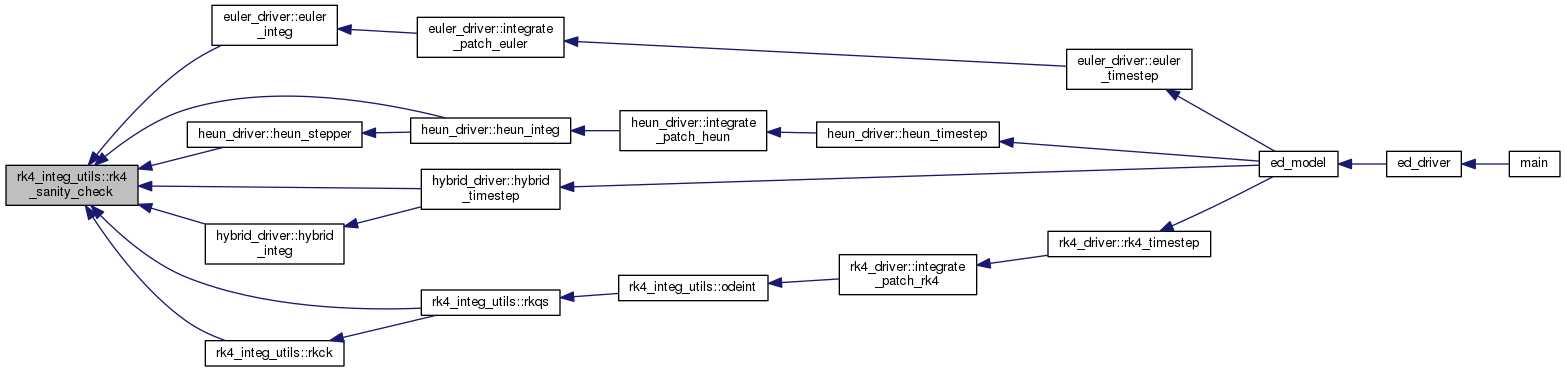 euler_driver::euler
_integ
euler_driver::integrate
_patch_euler
euler_driver::euler
_timestep
heun_driver::heun_stepper
heun_driver::heun_integ
heun_driver::integrate
_patch_heun
heun_driver::heun_timestep
rk4_integ_utils::rk4
_sanity_check
hybrid_driver::hybrid
_timestep
ed_model
ed_driver
main
hybrid_driver::hybrid
_integ
rk4_driver::rk4_timestep
rk4_driver::integrate
_patch_rk4
rk4_integ_utils::odeint
rk4_integ_utils::rkqs
rk4_integ_utils::rkck